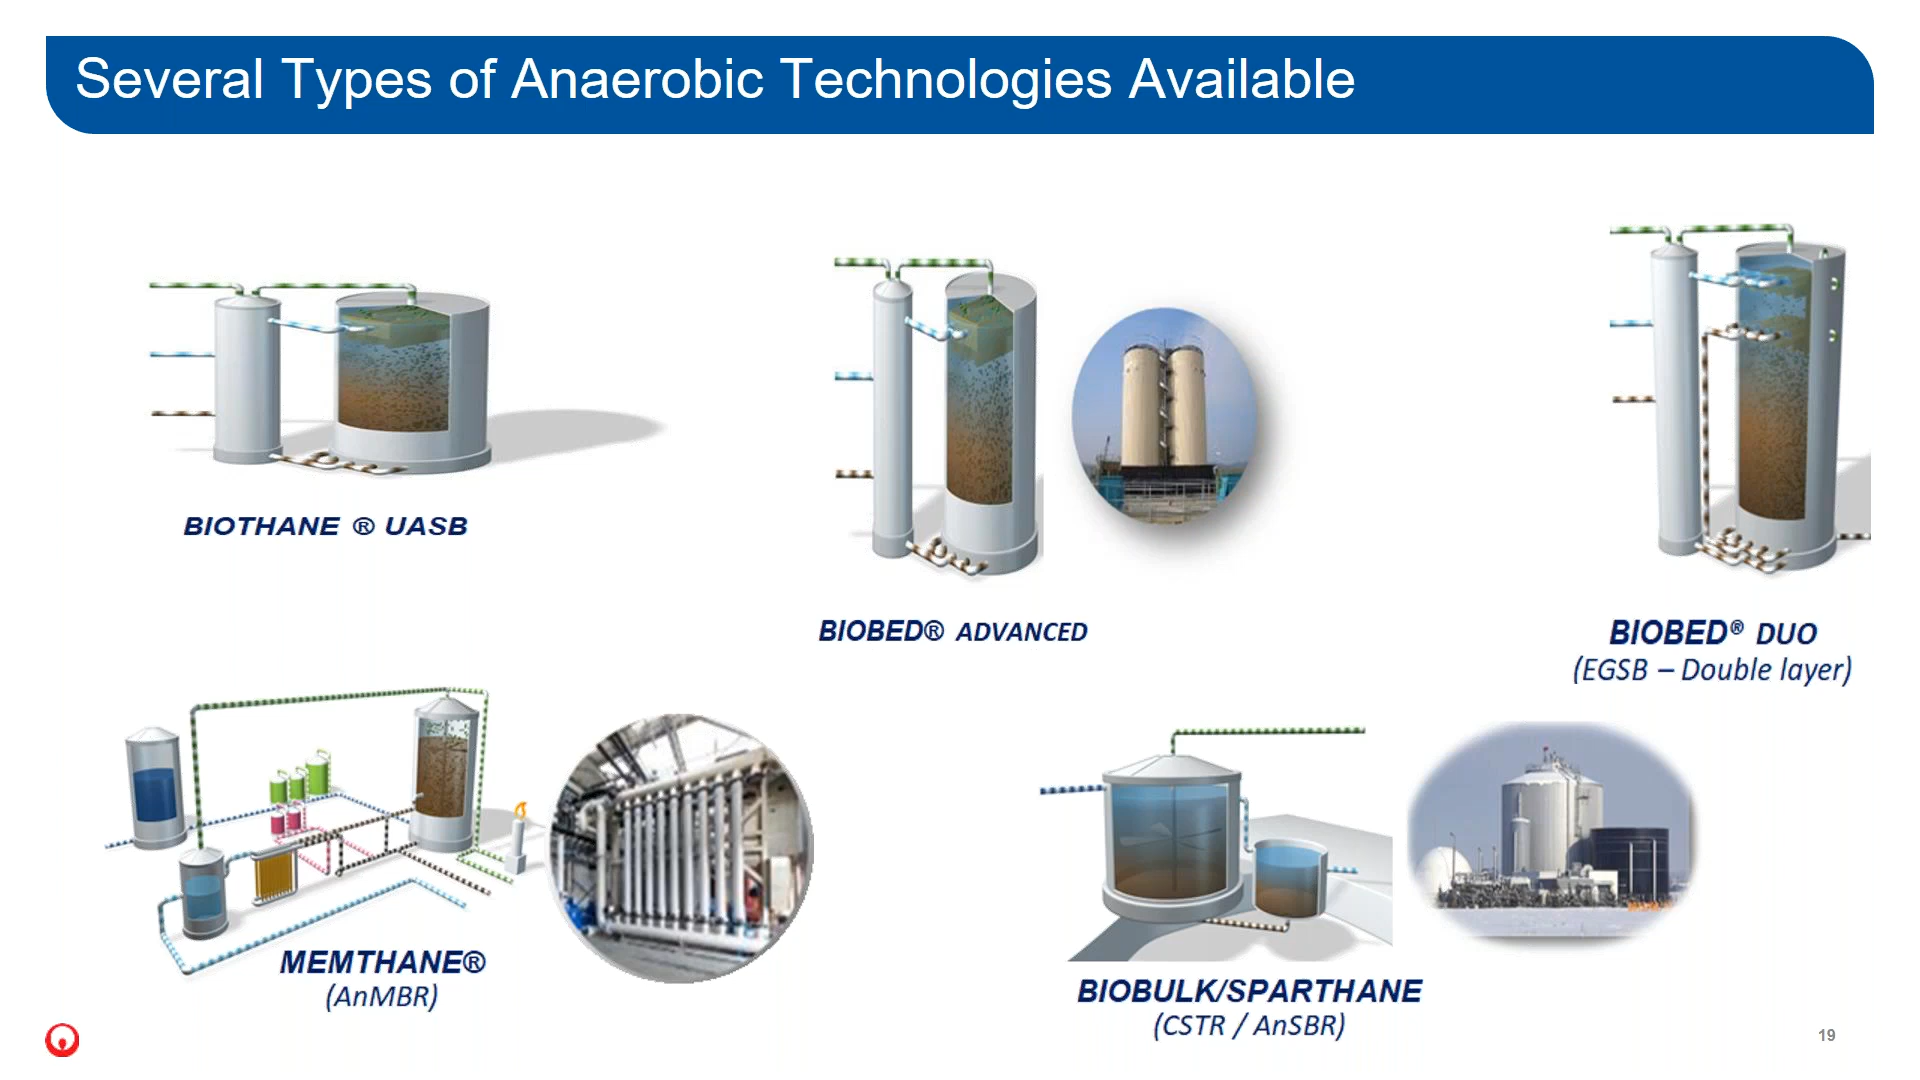 Several Types of Anaerobic Technologies Available
BIOTHANE ® UASB
BIOBED® ADVANCED
BIOBED® DUO
(EGSB – Double layer)
MEMTHANE®
(AnMBR)
BIOBULK/SPARTHANE
(CSTR / AnSBR)
19